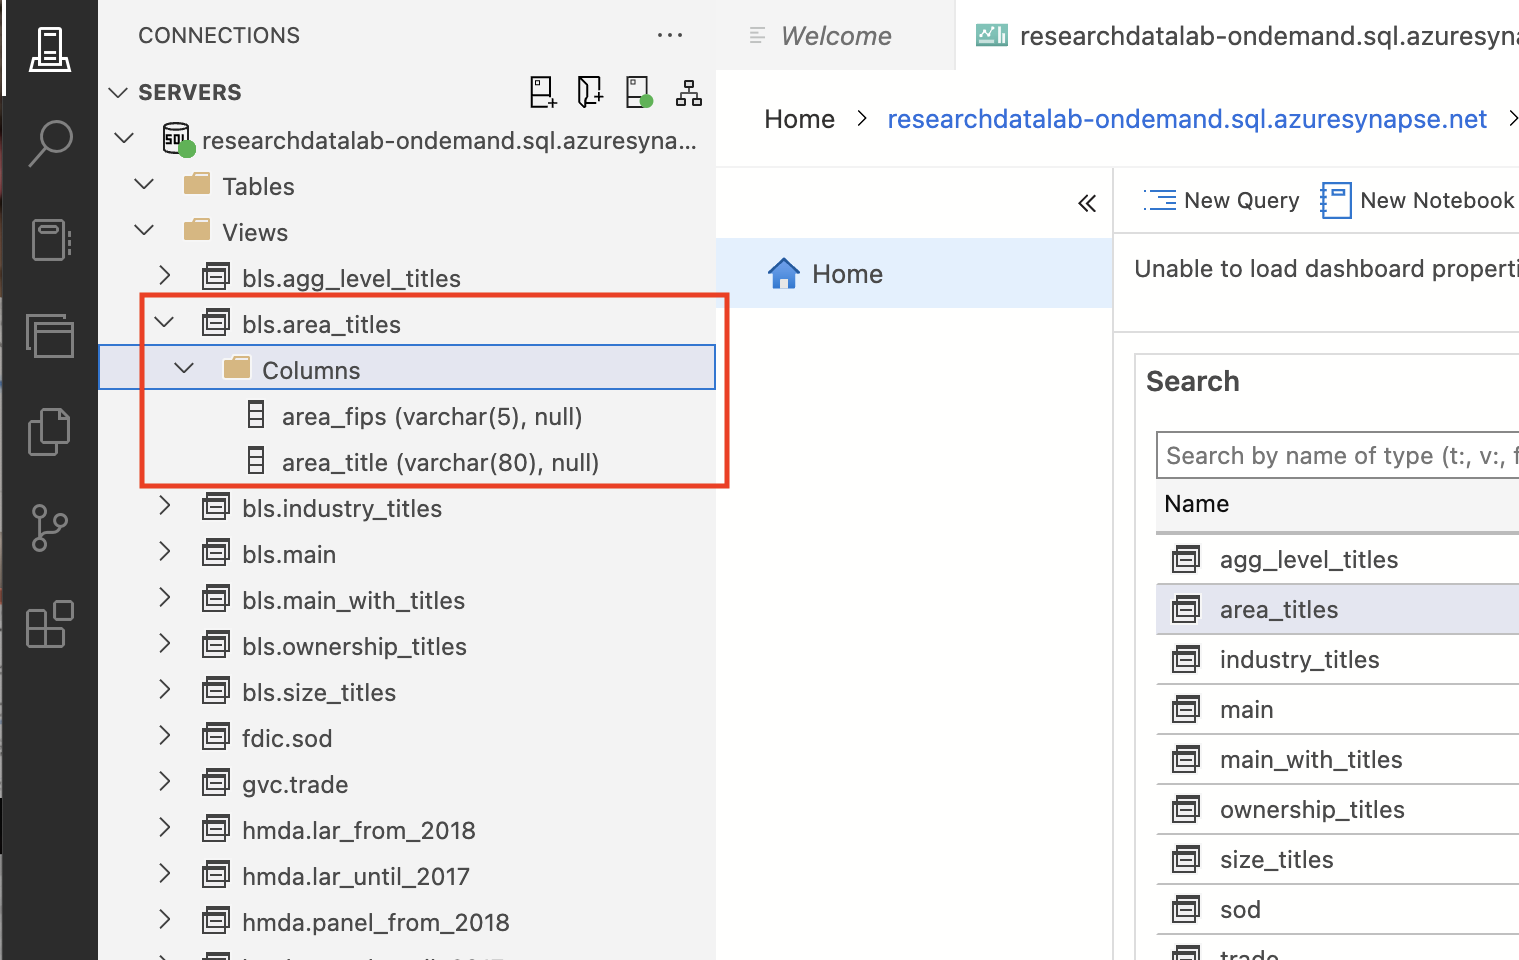 CONNECTIONS
SERVERS
SQL
researchdatalab-ondemand.sql.azuresyna...
Tables
Views
bls.agg_level_titles
bls.area_titles
Columns
area_fips (varchar(5), null)
area_title (varchar(80), null)
bls.industry_titles
bls.main
bls.main_with_titles
bls.ownership_titles
bls.size_titles
fdic.sod
gvc.trade
hmda.lar_from_2018
hmda.lar_until_2017
hmda.panel_from_2018
Welcome
researchdatalab-ondemand.sql.azuresyna
Home > researchdatalab-ondemand.sql.azuresynapse.net >
Home
New Query
New Notebook
Unable to load dashboard properti
Search
Search by name of type (t:, v:, f
Name
agg_level_titles
area_titles
industry_titles
main
main_with_titles
ownership_titles
size_titles
sod
trade